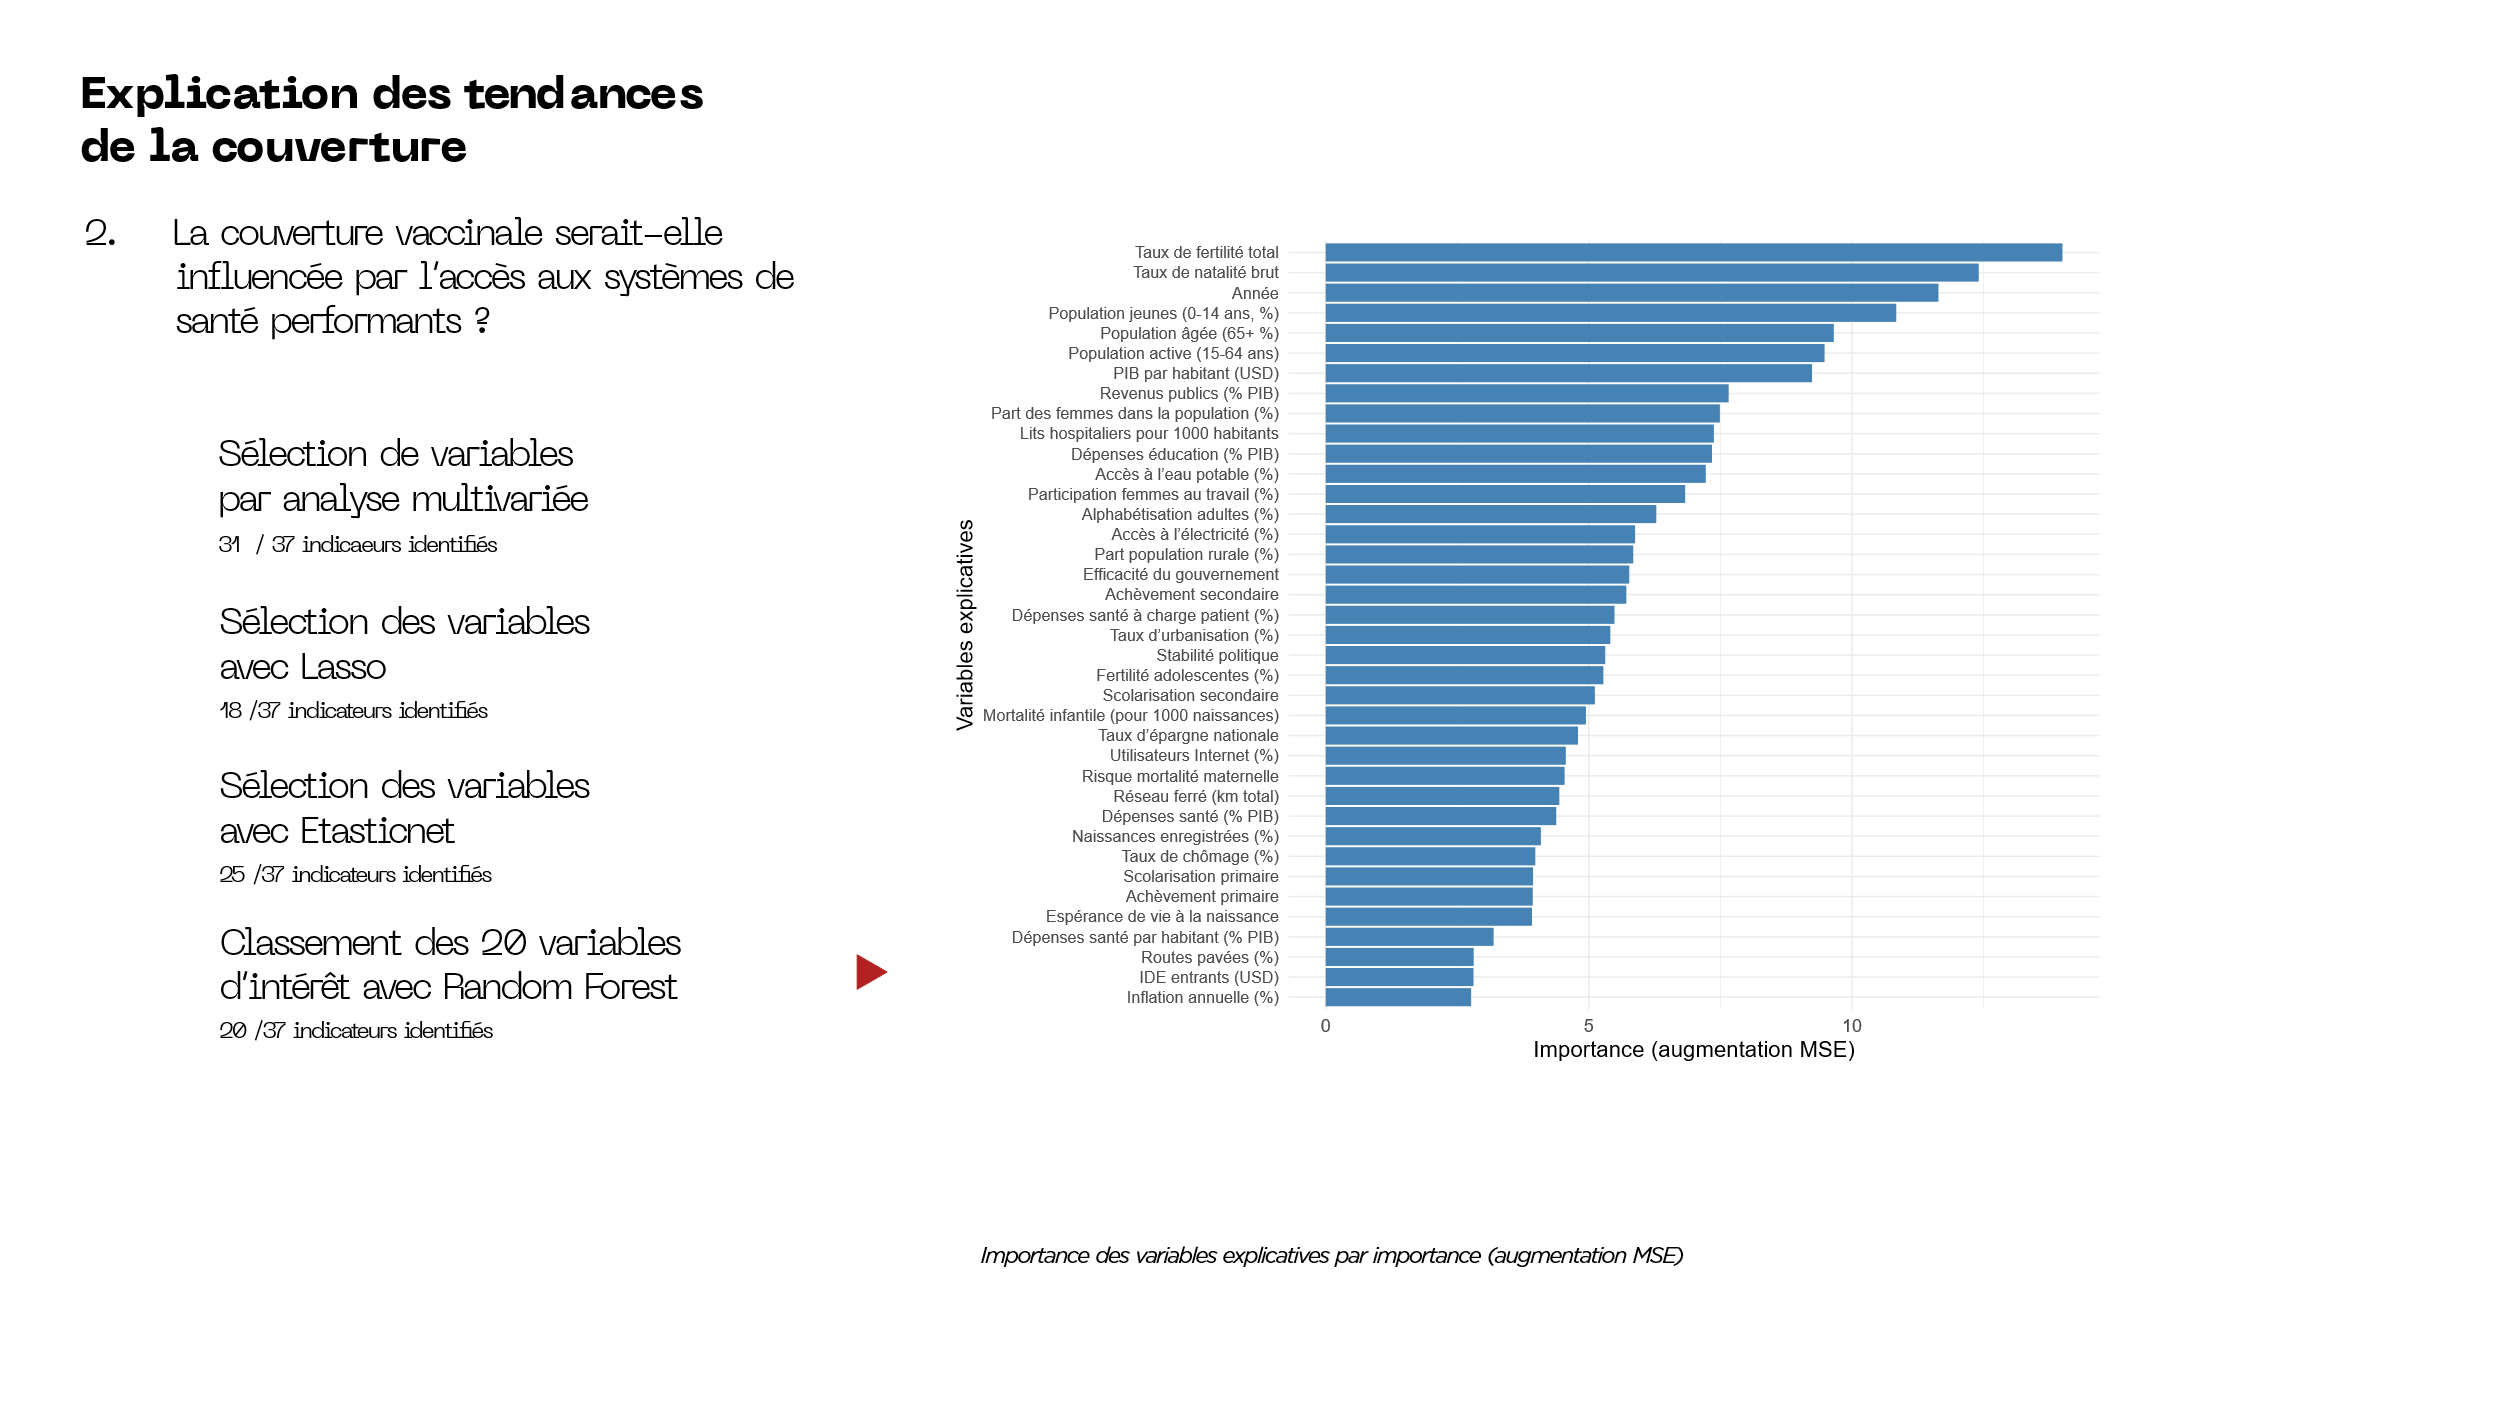 Explication des tendances
de la couverture
2. La couverture vaccinale serait-elle
influencée par l'accès aux systèmes de
santé performants ?
Sélection de variables
par analyse multivariée
31 / 37 indicaeurs identifiés
Sélection des variables
avec Lasso
18 /37 indicateurs identifiés
Sélection des variables
avec Etasticnet
25 /37 indicateurs identifiés
Classement des 20 variables
d'intérêt avec Random Forest
20 /37 indicateurs identifiés
Variables explicatives
Taux de fertilité total
Taux de natalité brut
Année
Population jeunes (0-14 ans, %)
Population âgée (65+ %)
Population active (15-64 ans)
PIB par habitant (USD)
Revenus publics (% PIB)
Part des femmes dans la population (%)
Lits hospitaliers pour 1000 habitants
Dépenses éducation (% PIB)
Accès à l'eau potable (%)
Participation femmes au travail (%)
Alphabétisation adultes (%)
Accès à l'électricité (%)
Part population rurale (%)
Efficacité du gouvernement
Achèvement secondaire
Dépenses santé à charge patient (%)
Taux d'urbanisation (%)
Stabilité politique
Fertilité adolescentes (%)
Scolarisation secondaire
Mortalité infantile (pour 1000 naissances)
Taux d'épargne nationale
Utilisateurs Internet (%)
Risque mortalité maternelle
Réseau ferré (km total)
Dépenses santé (% PIB)
Naissances enregistrées (%)
Taux de chômage (%)
Scolarisation primaire
Achèvement primaire
Espérance de vie à la naissance
Dépenses santé par habitant (% PIB)
Routes pavées (%)
IDE entrants (USD)
Inflation annuelle (%)
0 5 10
Importance (augmentation MSE)
Importance des variables explicatives par importance (augmentation MSE)